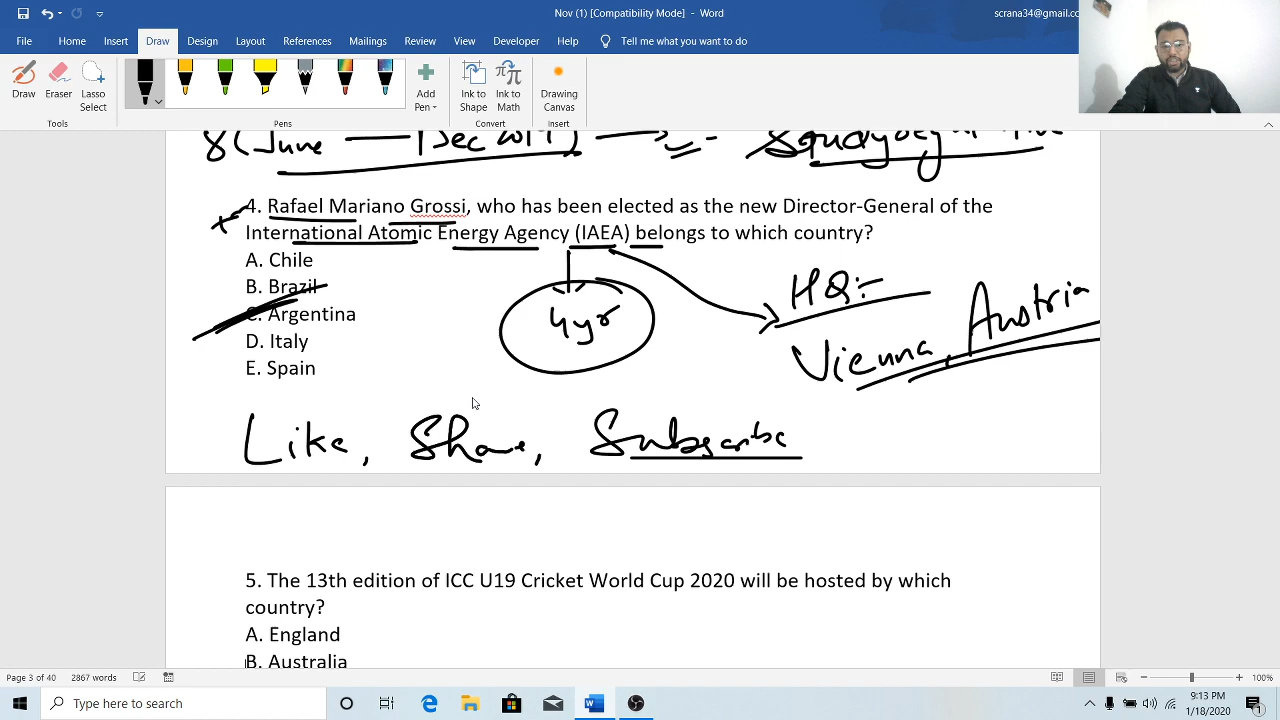 Nov (1) [Compatibility Mode] - Word
scrana34@gmail.co
File Home Insert Draw Design Layout References Mailings Review View Developer Help Tell me what you want to do
Draw Eraser Lasso Select Add Pen Ink to Shape Ink to Math Drawing Canvas
Tools Pens Convert Insert
8 (June — Dec 2019)
4. Rafael Mariano Grossi, who has been elected as the new Director-General of the
International Atomic Energy Agency (IAEA) belongs to which country?
A. Chile
B. Brazil
C. Argentina
D. Italy
E. Spain
4yr
HQ:-
Vienna, Austria
Like, Share, Subscribe
5. The 13th edition of ICC U19 Cricket World Cup 2020 will be hosted by which
country?
A. England
B. Australia
Page 3 of 40 2867 words 100%
Type here to search
9:13 PM
1/18/2020